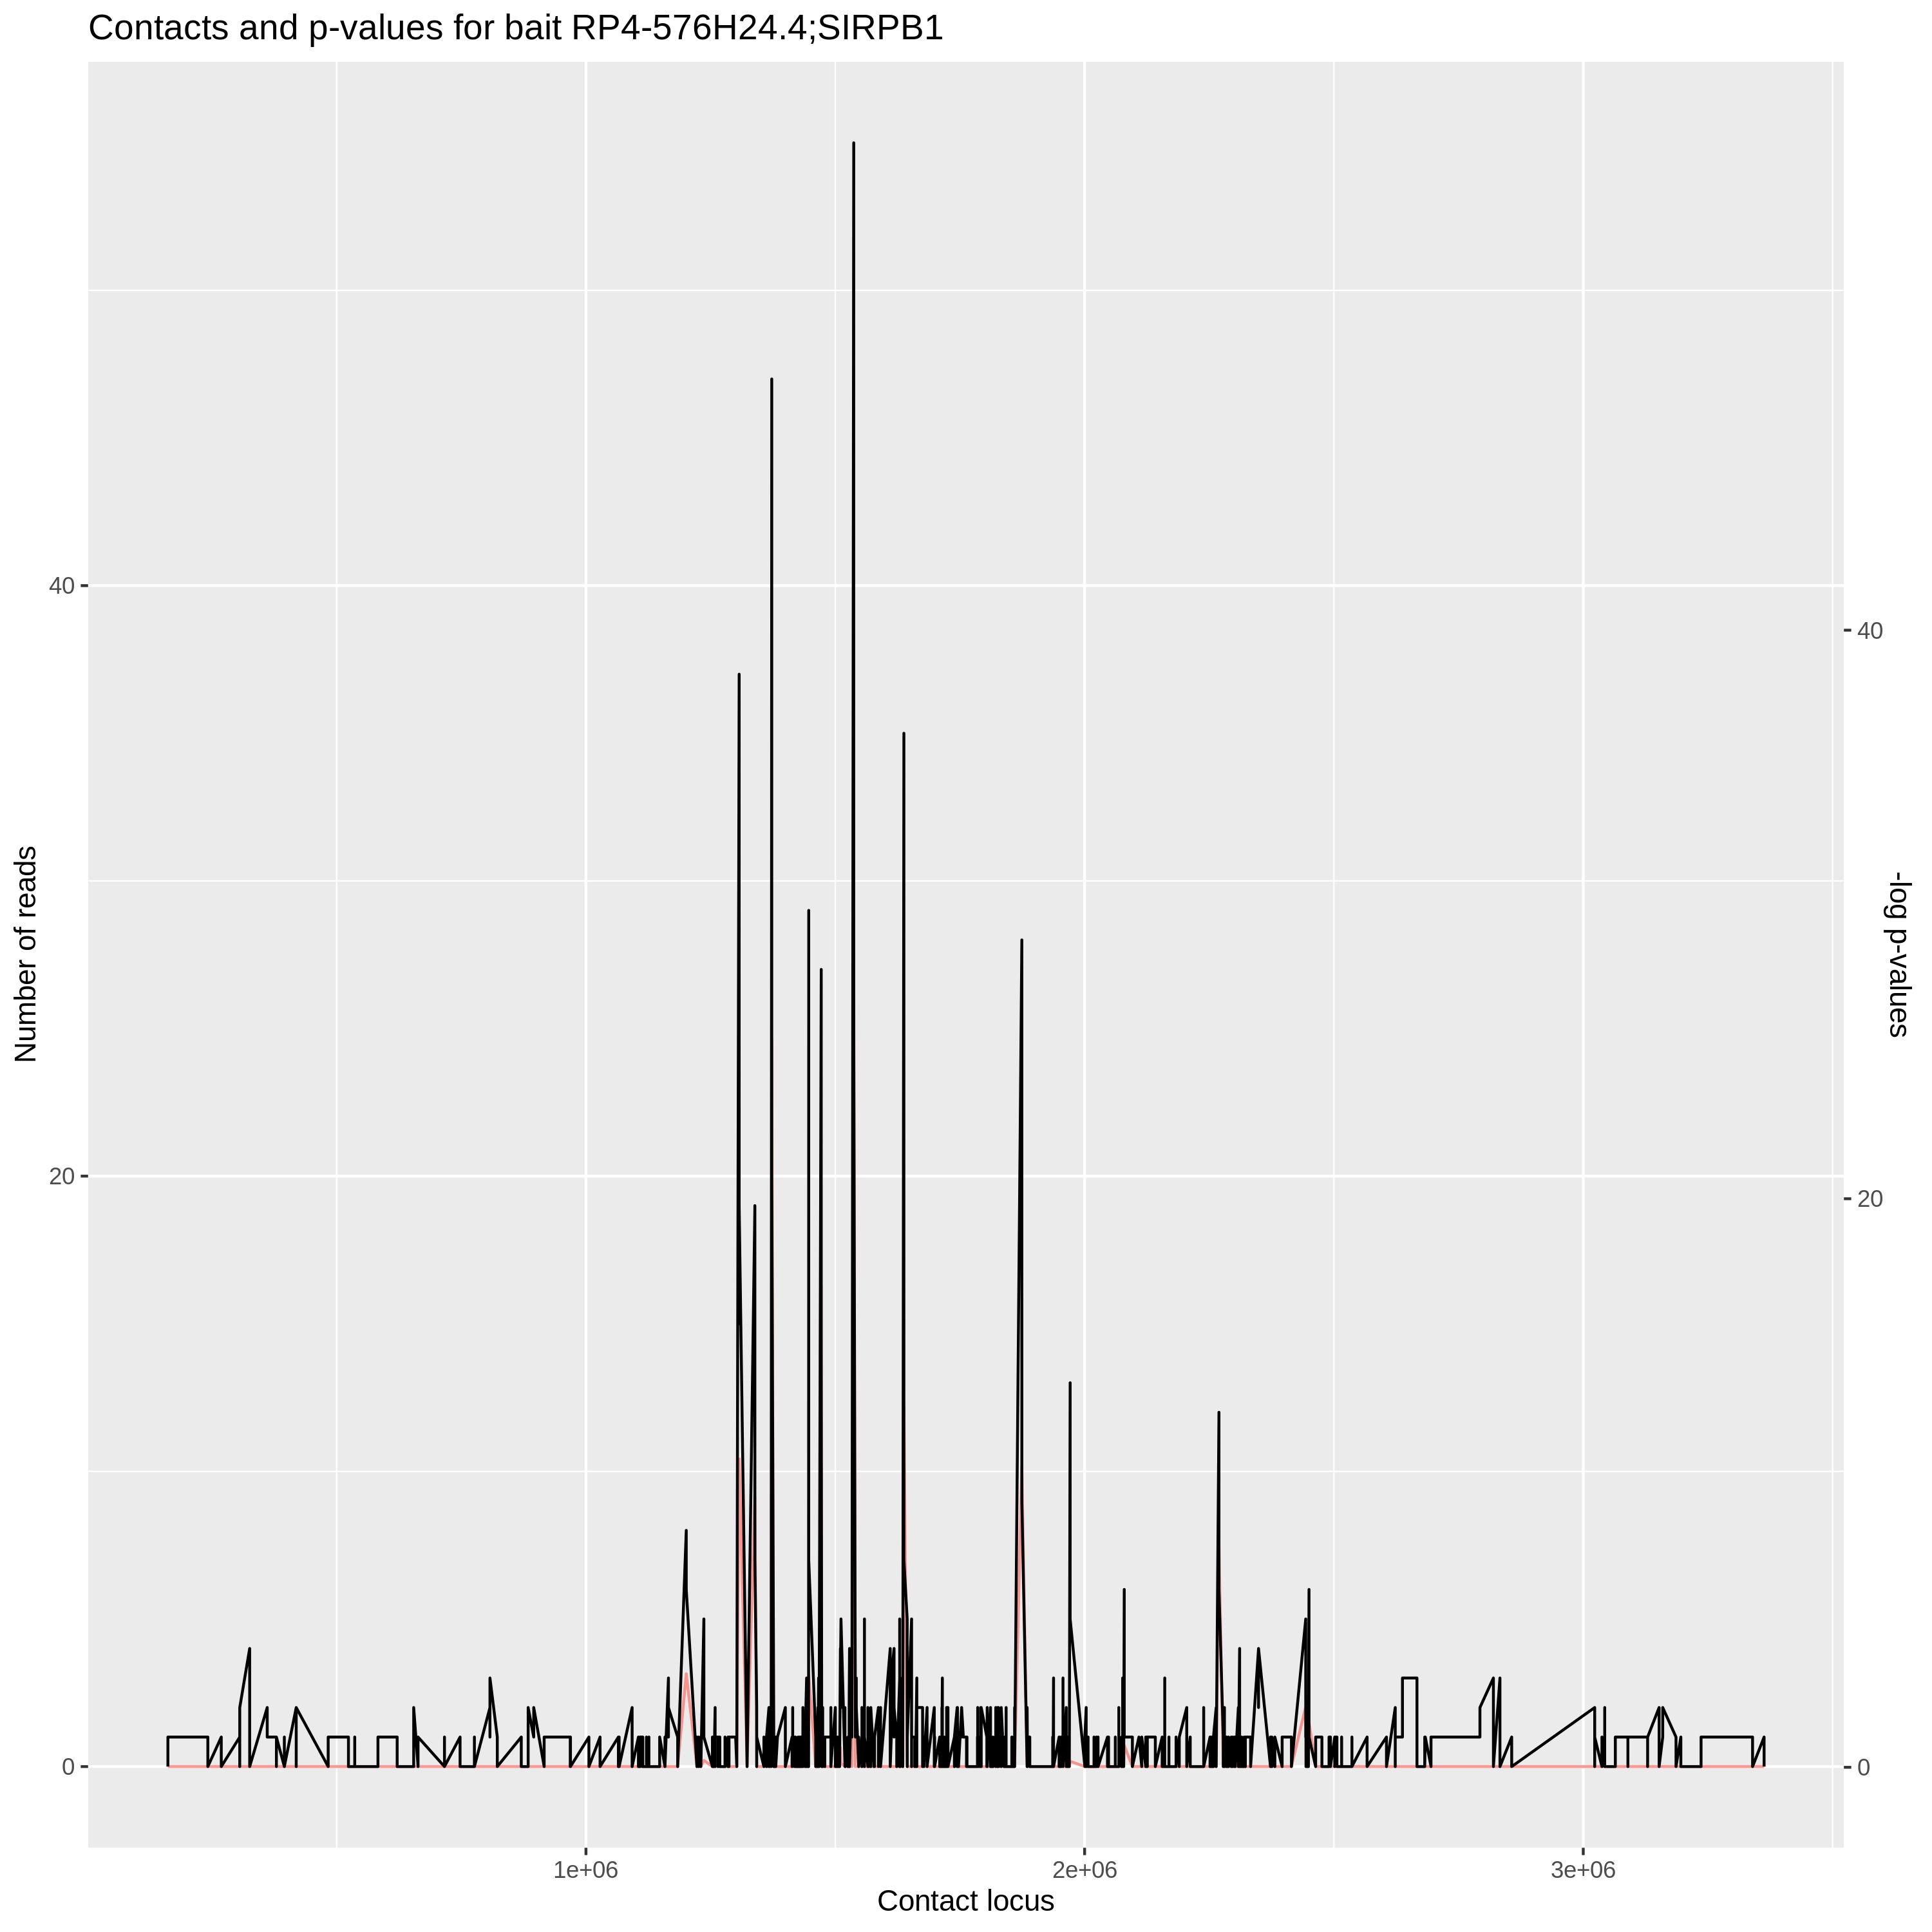 Contacts and p-values for bait RP4-576H24.4;SIRPB1
Number of reads
40
20
0
40
20
0
-log p-values
1e+06
2e+06
3e+06
Contact locus